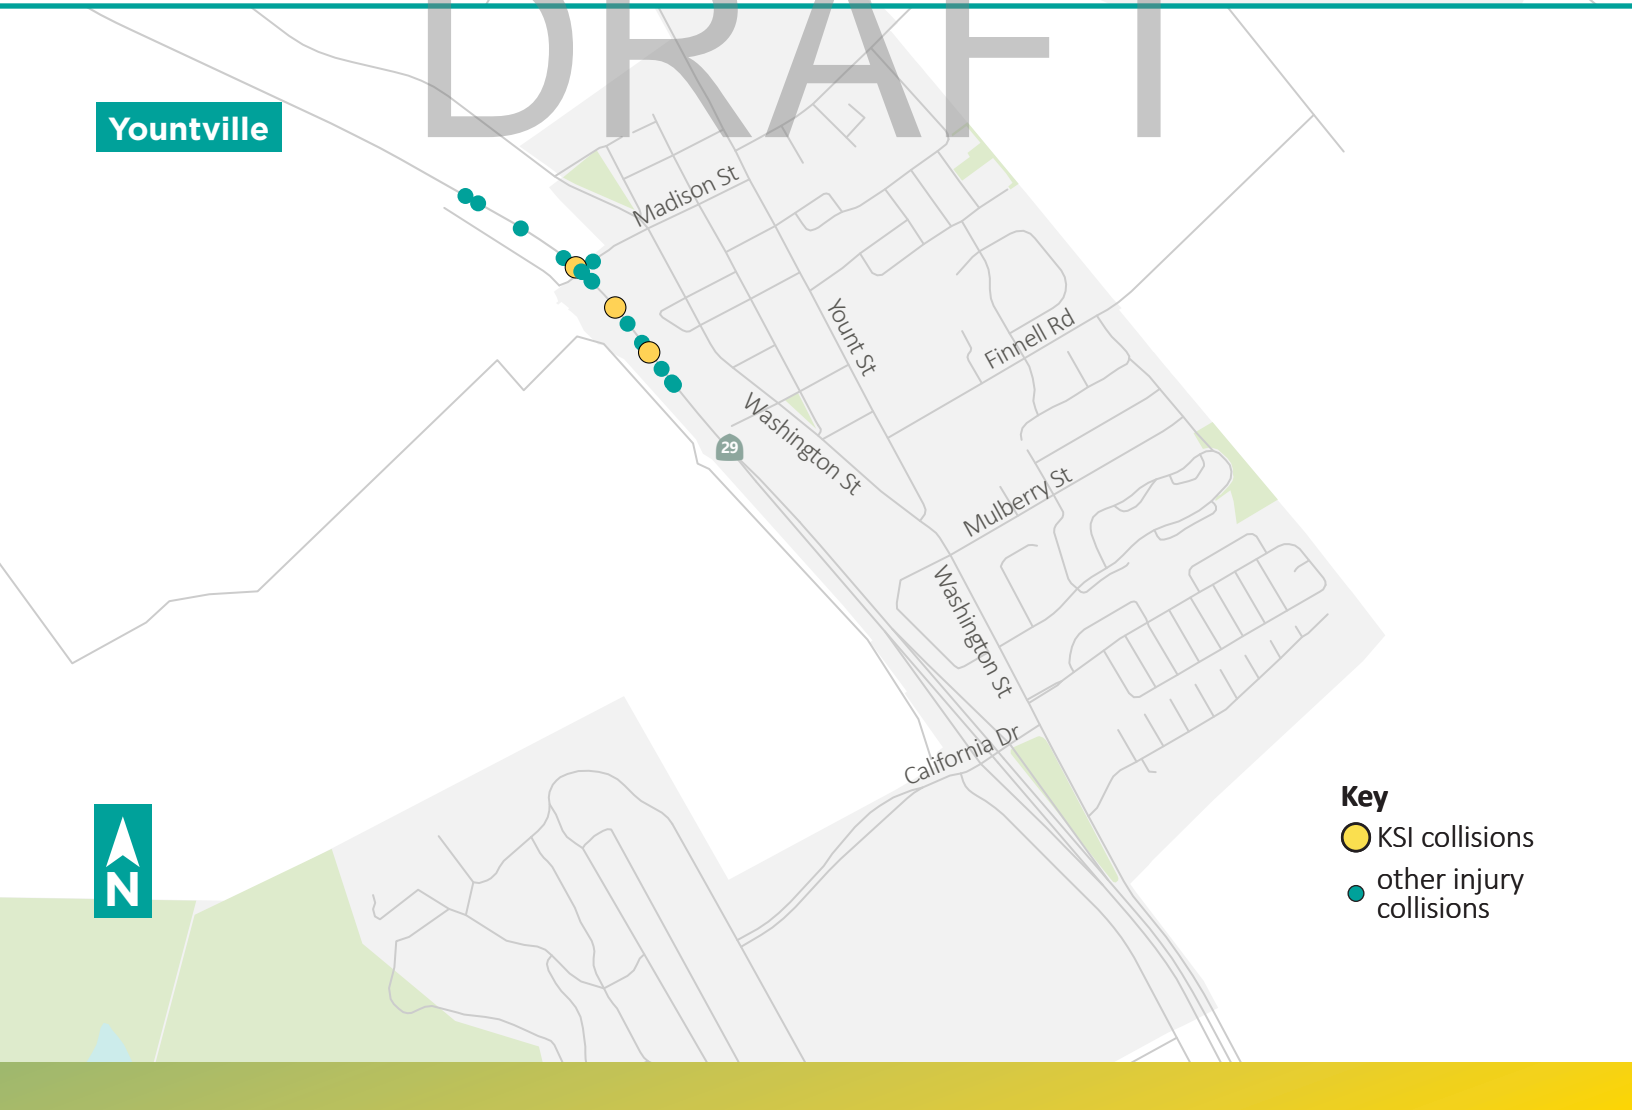 DRAFT
Yountville
Madison St
Yount St
Finnell Rd
Washington St
29
Mulberry St
Washington St
California Dr
N
Key
KSI collisions
other injury
collisions